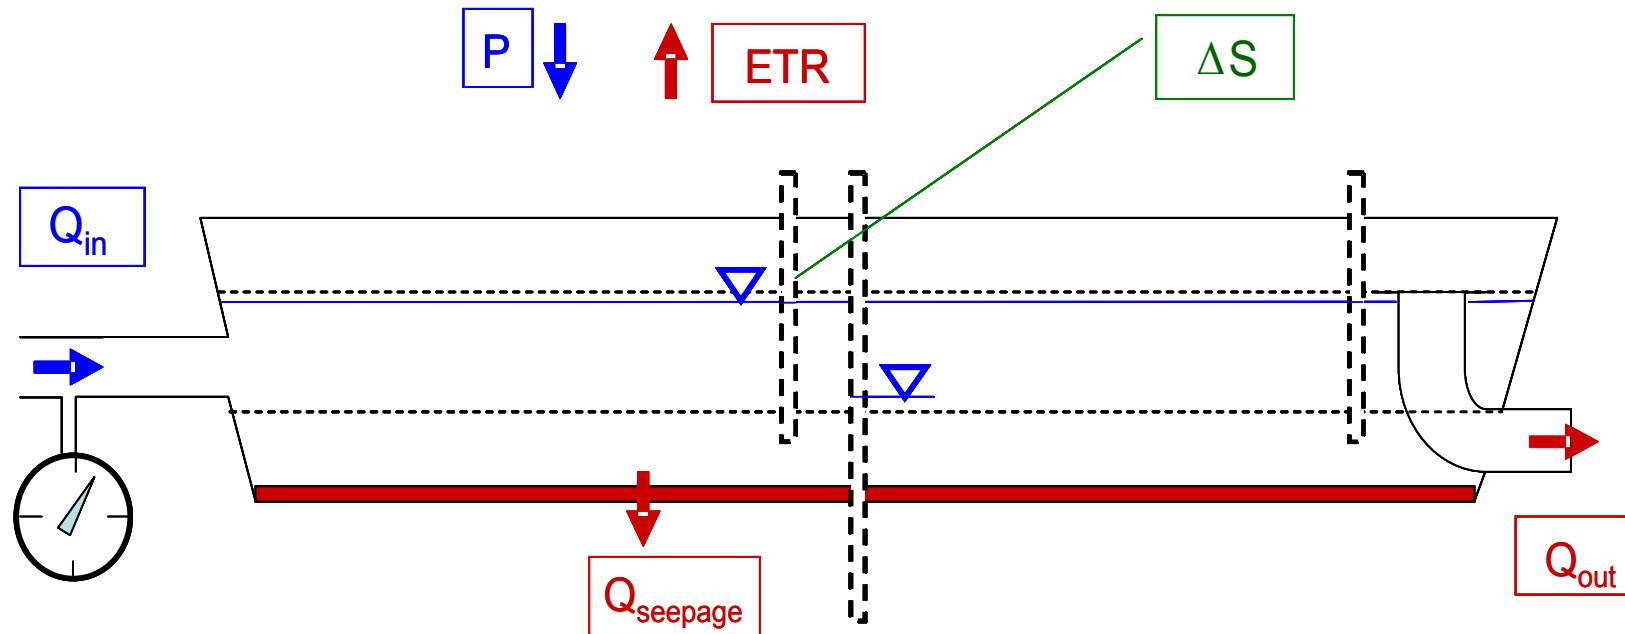 P
ETR
ΔS
Qin
Qseepage
Qout